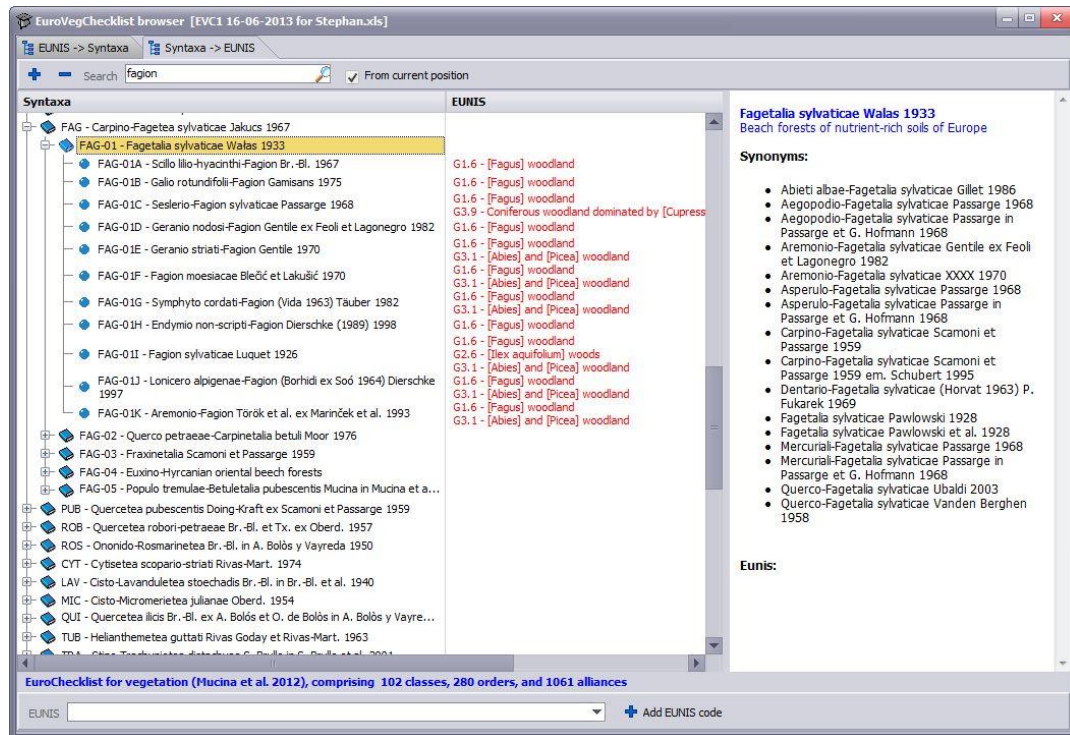 EuroVegChecklist browser [EVC1 16-06-2013 for Stephan.xls]
EUNIS -> Syntaxa
Syntaxa -> EUNIS
Search fagion
From current position
Syntaxa
EUNIS
FAG - Carpino-Fagetea sylvaticae Jakucs 1967
FAG-01 - Fagetalia sylvaticae Wałas 1933
FAG-01A - Scillo lilio-hyacinthi-Fagion Br.-Bl. 1967
G1.6 - [Fagus] woodland
FAG-01B - Galio rotundifolii-Fagion Gamisans 1975
G1.6 - [Fagus] woodland
FAG-01C - Seslerio-Fagion sylvaticae Passarge 1968
G1.6 - [Fagus] woodland
G3.9 - Coniferous woodland dominated by [Cupress
FAG-01D - Geranio nodosi-Fagion Gentile ex Feoli et Lagonegro 1982
G1.6 - [Fagus] woodland
FAG-01E - Geranio striati-Fagion Gentile 1970
G1.6 - [Fagus] woodland
G3.1 - [Abies] and [Picea] woodland
FAG-01F - Fagion moesiacae Blečić et Lakušić 1970
G1.6 - [Fagus] woodland
G3.1 - [Abies] and [Picea] woodland
FAG-01G - Symphyto cordati-Fagion (Vida 1963) Täuber 1982
G1.6 - [Fagus] woodland
G3.1 - [Abies] and [Picea] woodland
FAG-01H - Endymio non-scripti-Fagion Dierschke (1989) 1998
G1.6 - [Fagus] woodland
FAG-01I - Fagion sylvaticae Luquet 1926
G1.6 - [Fagus] woodland
G2.6 - [Ilex aquifolium] woods
G3.1 - [Abies] and [Picea] woodland
FAG-01J - Lonicero alpigenae-Fagion (Borhidi ex Soó 1964) Dierschke
1997
G1.6 - [Fagus] woodland
G3.1 - [Abies] and [Picea] woodland
FAG-01K - Aremonio-Fagion Török et al. ex Marinček et al. 1993
G1.6 - [Fagus] woodland
G3.1 - [Abies] and [Picea] woodland
FAG-02 - Querco petraeae-Carpinetalia betuli Moor 1976
FAG-03 - Fraxinetalia Scamoni et Passarge 1959
FAG-04 - Euxino-Hyrcanian oriental beech forests
FAG-05 - Populo tremulae-Betuletalia pubescentis Mucina in Mucina et a...
PUB - Quercetea pubescentis Doing-Kraft ex Scamoni et Passarge 1959
ROB - Quercetea robori-petraeae Br.-Bl. et Tx. ex Oberd. 1957
ROS - Ononido-Rosmarinetea Br.-Bl. in A. Bolòs y Vayreda 1950
CYT - Cytisetea scopario-striati Rivas-Mart. 1974
LAV - Cisto-Lavanduletea stoechadis Br.-Bl. in Br.-Bl. et al. 1940
MIC - Cisto-Micromerietea julianae Oberd. 1954
QUI - Quercetea ilicis Br.-Bl. ex A. Bolós et O. de Bolòs in A. Bolòs y Vayre...
TUB - Helianthemetea guttati Rivas Goday et Rivas-Mart. 1963
Fagetalia sylvaticae Walas 1933
Beach forests of nutrient-rich soils of Europe
Synonyms:
Abieti albae-Fagetalia sylvaticae Gillet 1986
Aegopodio-Fagetalia sylvaticae Passarge 1968
Aegopodio-Fagetalia sylvaticae Passarge in
Passarge et G. Hofmann 1968
Aremonio-Fagetalia sylvaticae Gentile ex Feoli
et Lagonegro 1982
Aremonio-Fagetalia sylvaticae XXXX 1970
Asperulo-Fagetalia sylvaticae Passarge 1968
Asperulo-Fagetalia sylvaticae Passarge in
Passarge et G. Hofmann 1968
Carpino-Fagetalia sylvaticae Scamoni et
Passarge 1959
Carpino-Fagetalia sylvaticae Scamoni et
Passarge 1959 em. Schubert 1995
Dentario-Fagetalia sylvaticae (Horvat 1963) P.
Fukarek 1969
Fagetalia sylvaticae Pawlowski 1928
Fagetalia sylvaticae Pawlowski et al. 1928
Mercuriali-Fagetalia sylvaticae Passarge 1968
Mercuriali-Fagetalia sylvaticae Passarge in
Passarge et G. Hofmann 1968
Querco-Fagetalia sylvaticae Ubaldi 2003
Querco-Fagetalia sylvaticae Vanden Berghen
1958
Eunis:
EuroChecklist for vegetation (Mucina et al. 2012), comprising 102 classes, 280 orders, and 1061 alliances
EUNIS
Add EUNIS code